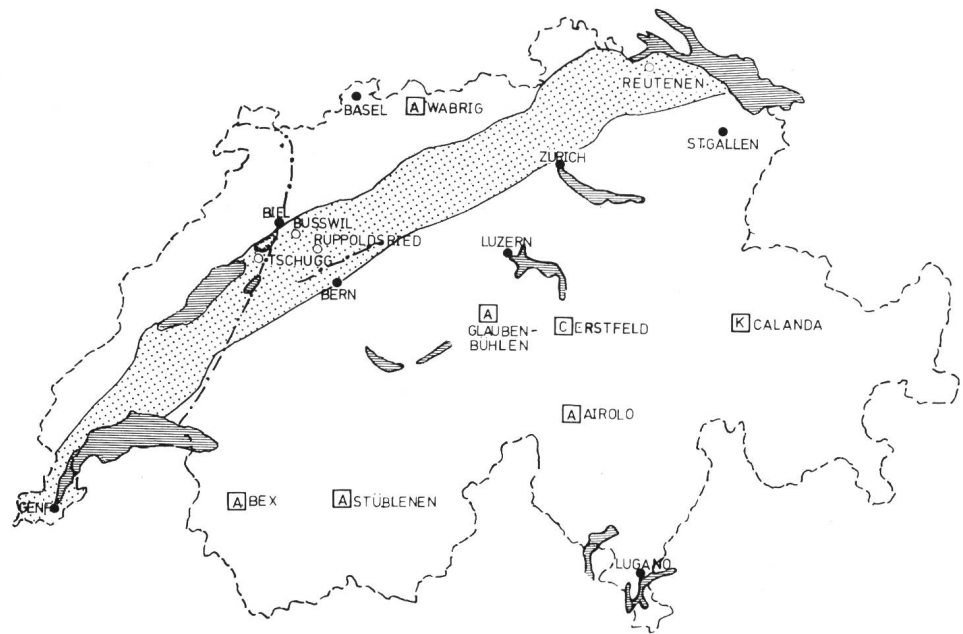 REUTENEN
BASEL
A WABRIG
ST.GALLEN
ZURICH
BIEL
BUSSWIL
RUPPOLDSRIED
TSCHUGG
LUZERN
BERN
A
GLAUBEN-
BÜHLEN
C ERSTFELD
K CALANDA
A AIROLO
GENF
A BEX
A STÜBLENEN
LUGANO